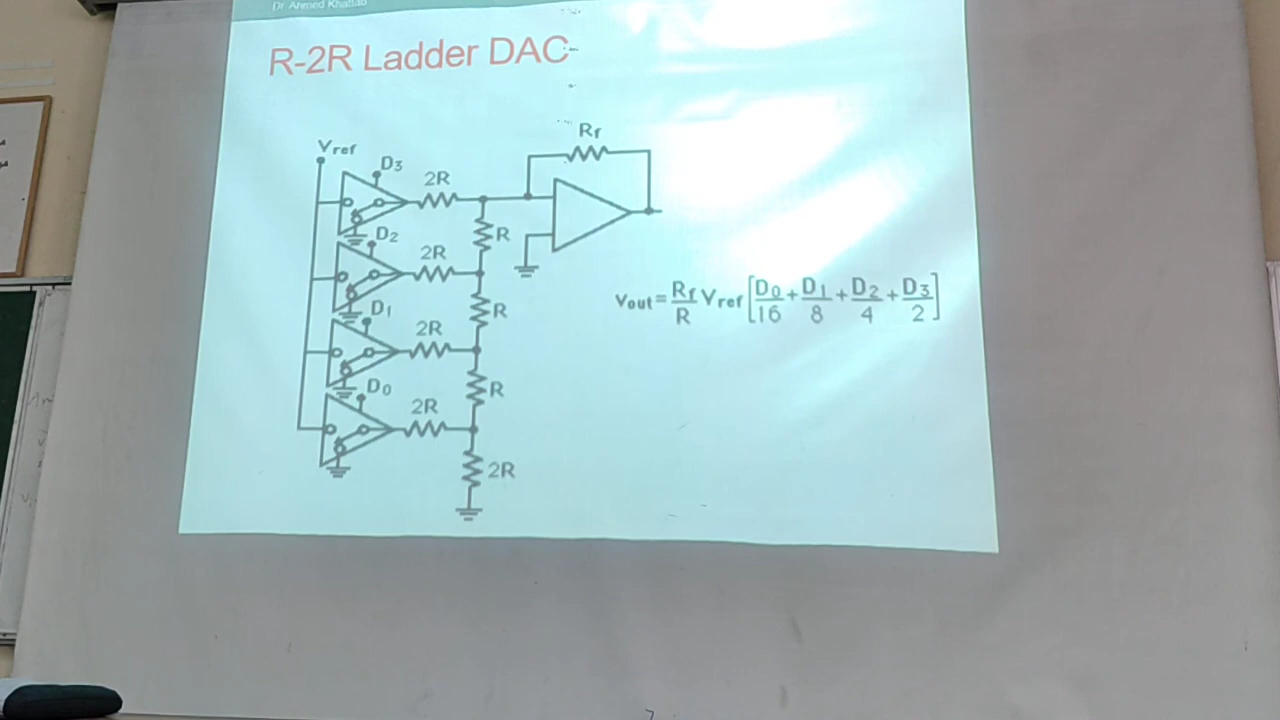 Dr Ahmed Khattab
R-2R Ladder DAC
Rf
Vref
D3
2R
R
D2
2R
R
D1
2R
R
D0
2R
2R
Vout = Rf/R Vref [D0/16 + D1/8 + D2/4 + D3/2]